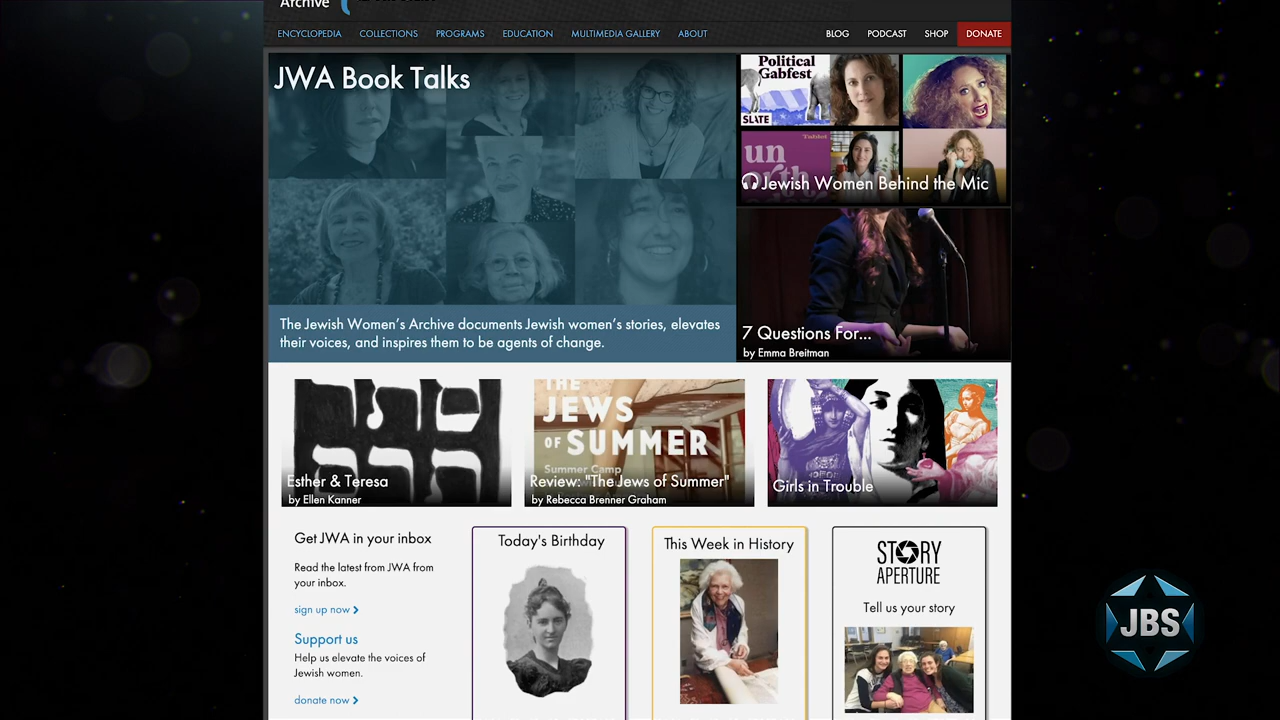 Archive
ENCYCLOPEDIA COLLECTIONS PROGRAMS EDUCATION MULTIMEDIA GALLERY ABOUT BLOG PODCAST SHOP DONATE
JWA Book Talks
The Jewish Women's Archive documents Jewish women's stories, elevates
their voices, and inspires them to be agents of change.
Political
Gabfest
SLATE
Tablet
un
Jewish Women Behind the Mic
7 Questions For...
by Emma Breitman
Esther & Teresa
by Ellen Kanner
THE
JEWS
OF SUMMER
Summer Camp
Review: "The Jews of Summer"
by Rebecca Brenner Graham
Girls in Trouble
Get JWA in your inbox
Read the latest from JWA from
your inbox.
sign up now
Support us
Help us elevate the voices of
Jewish women.
donate now
Today's Birthday
This Week in History
STORY
APERTURE
Tell us your story
JBS